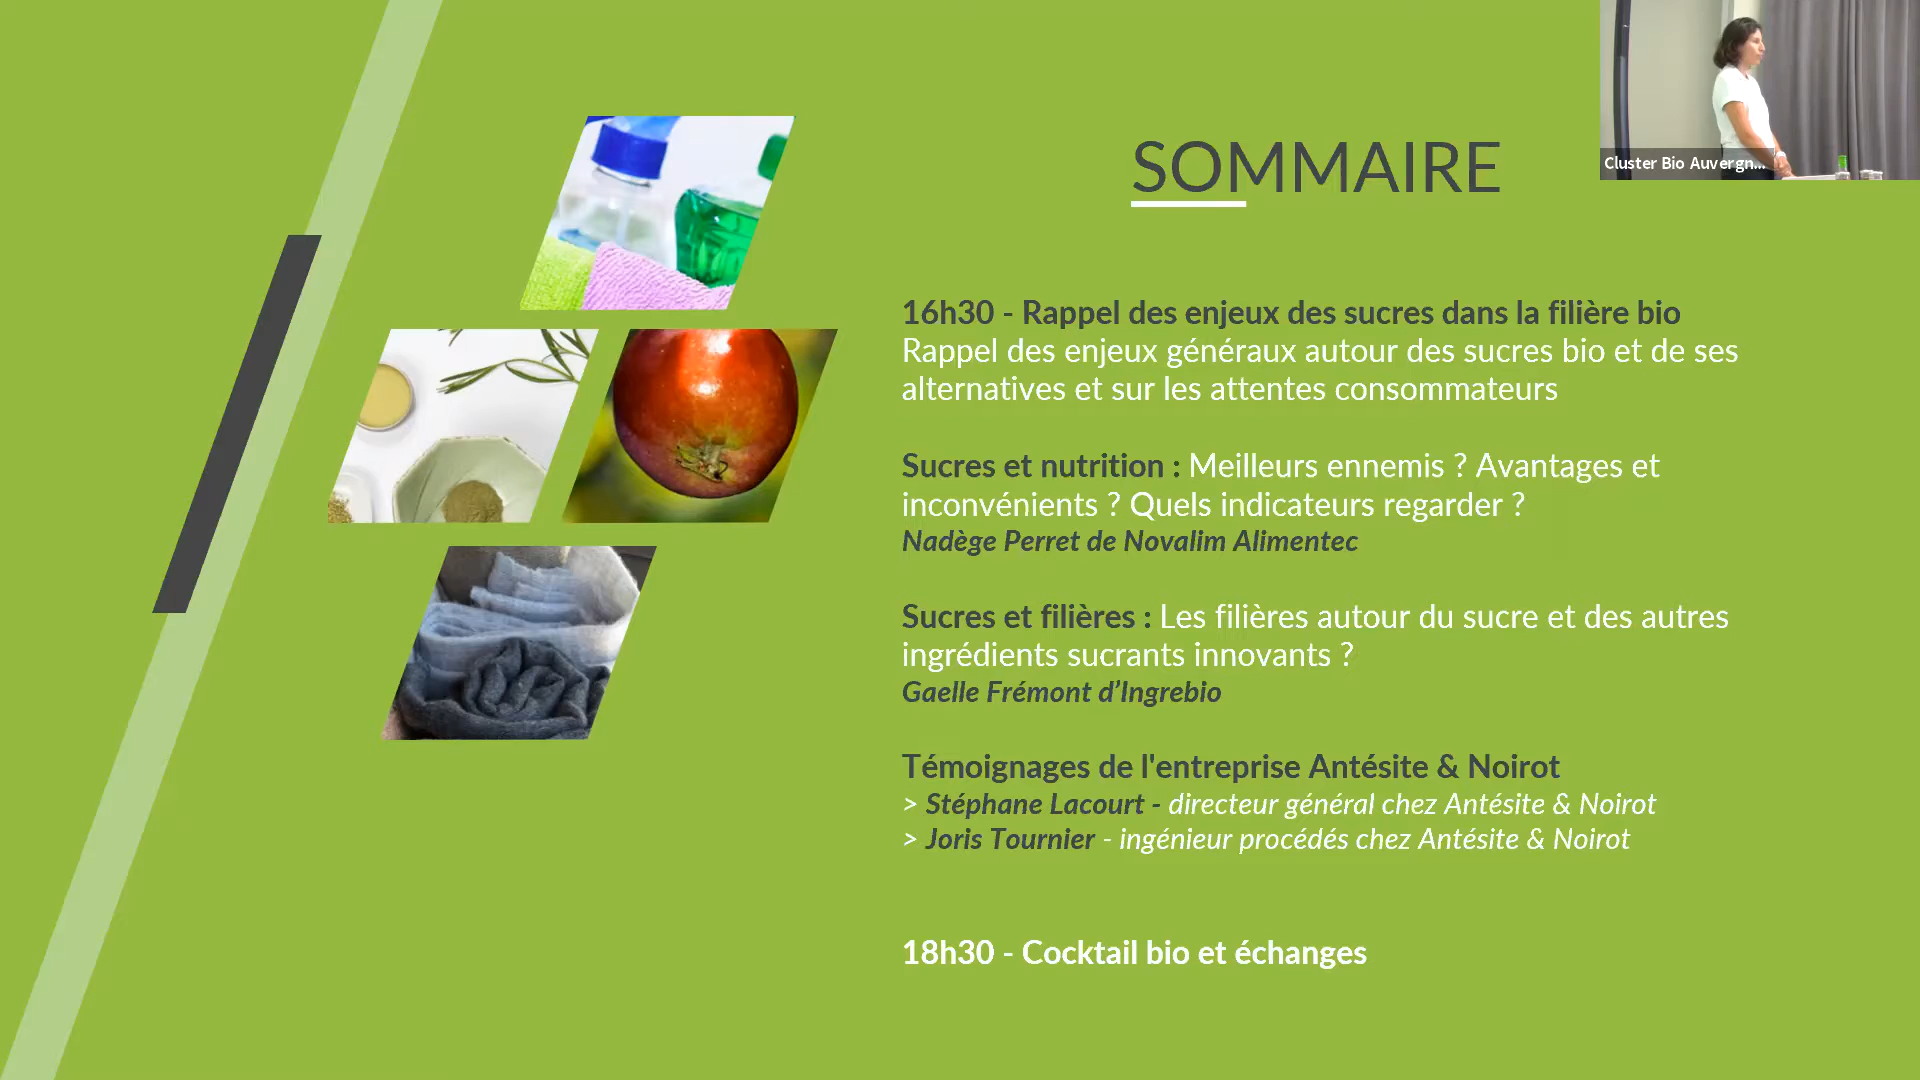 SOMMAIRE
Cluster Bio Auvergn...
16h30 - Rappel des enjeux des sucres dans la filière bio
Rappel des enjeux généraux autour des sucres bio et de ses
alternatives et sur les attentes consommateurs
Sucres et nutrition : Meilleurs ennemis ? Avantages et
inconvénients ? Quels indicateurs regarder ?
Nadège Perret de Novalim Alimentec
Sucres et filières : Les filières autour du sucre et des autres
ingrédients sucrants innovants ?
Gaelle Frémont d’Ingrebio
Témoignages de l'entreprise Antésite & Noirot
> Stéphane Lacourt - directeur général chez Antésite & Noirot
> Joris Tournier - ingénieur procédés chez Antésite & Noirot
18h30 - Cocktail bio et échanges